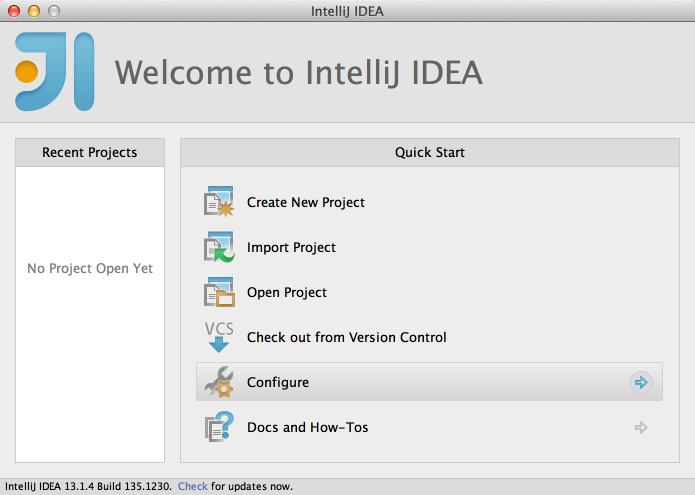 IntelliJ IDEA
Welcome to IntelliJ IDEA
Recent Projects
No Project Open Yet
Quick Start
Create New Project
Import Project
Open Project
VCS
Check out from Version Control
Configure
Docs and How-Tos
IntelliJ IDEA 13.1.4 Build 135.1230. Check for updates now.